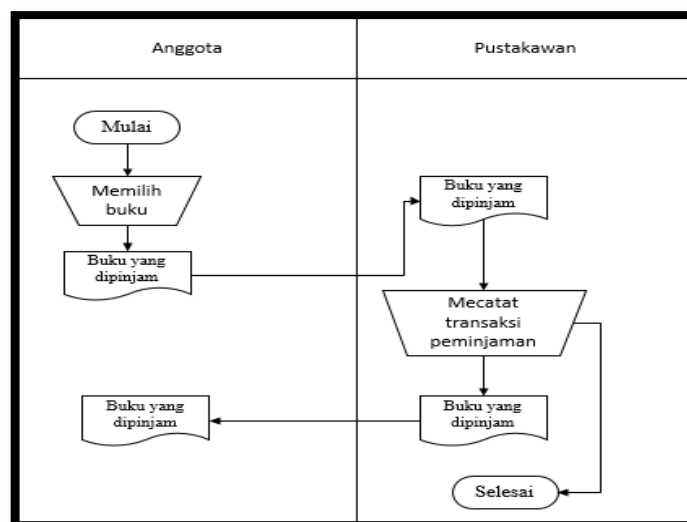 Anggota
Pustakawan
Mulai
Memilih
buku
Buku yang
dipinjam
Buku yang
dipinjam
Mecatat
transaksi
peminjaman
Buku yang
dipinjam
Buku yang
dipinjam
Selesai